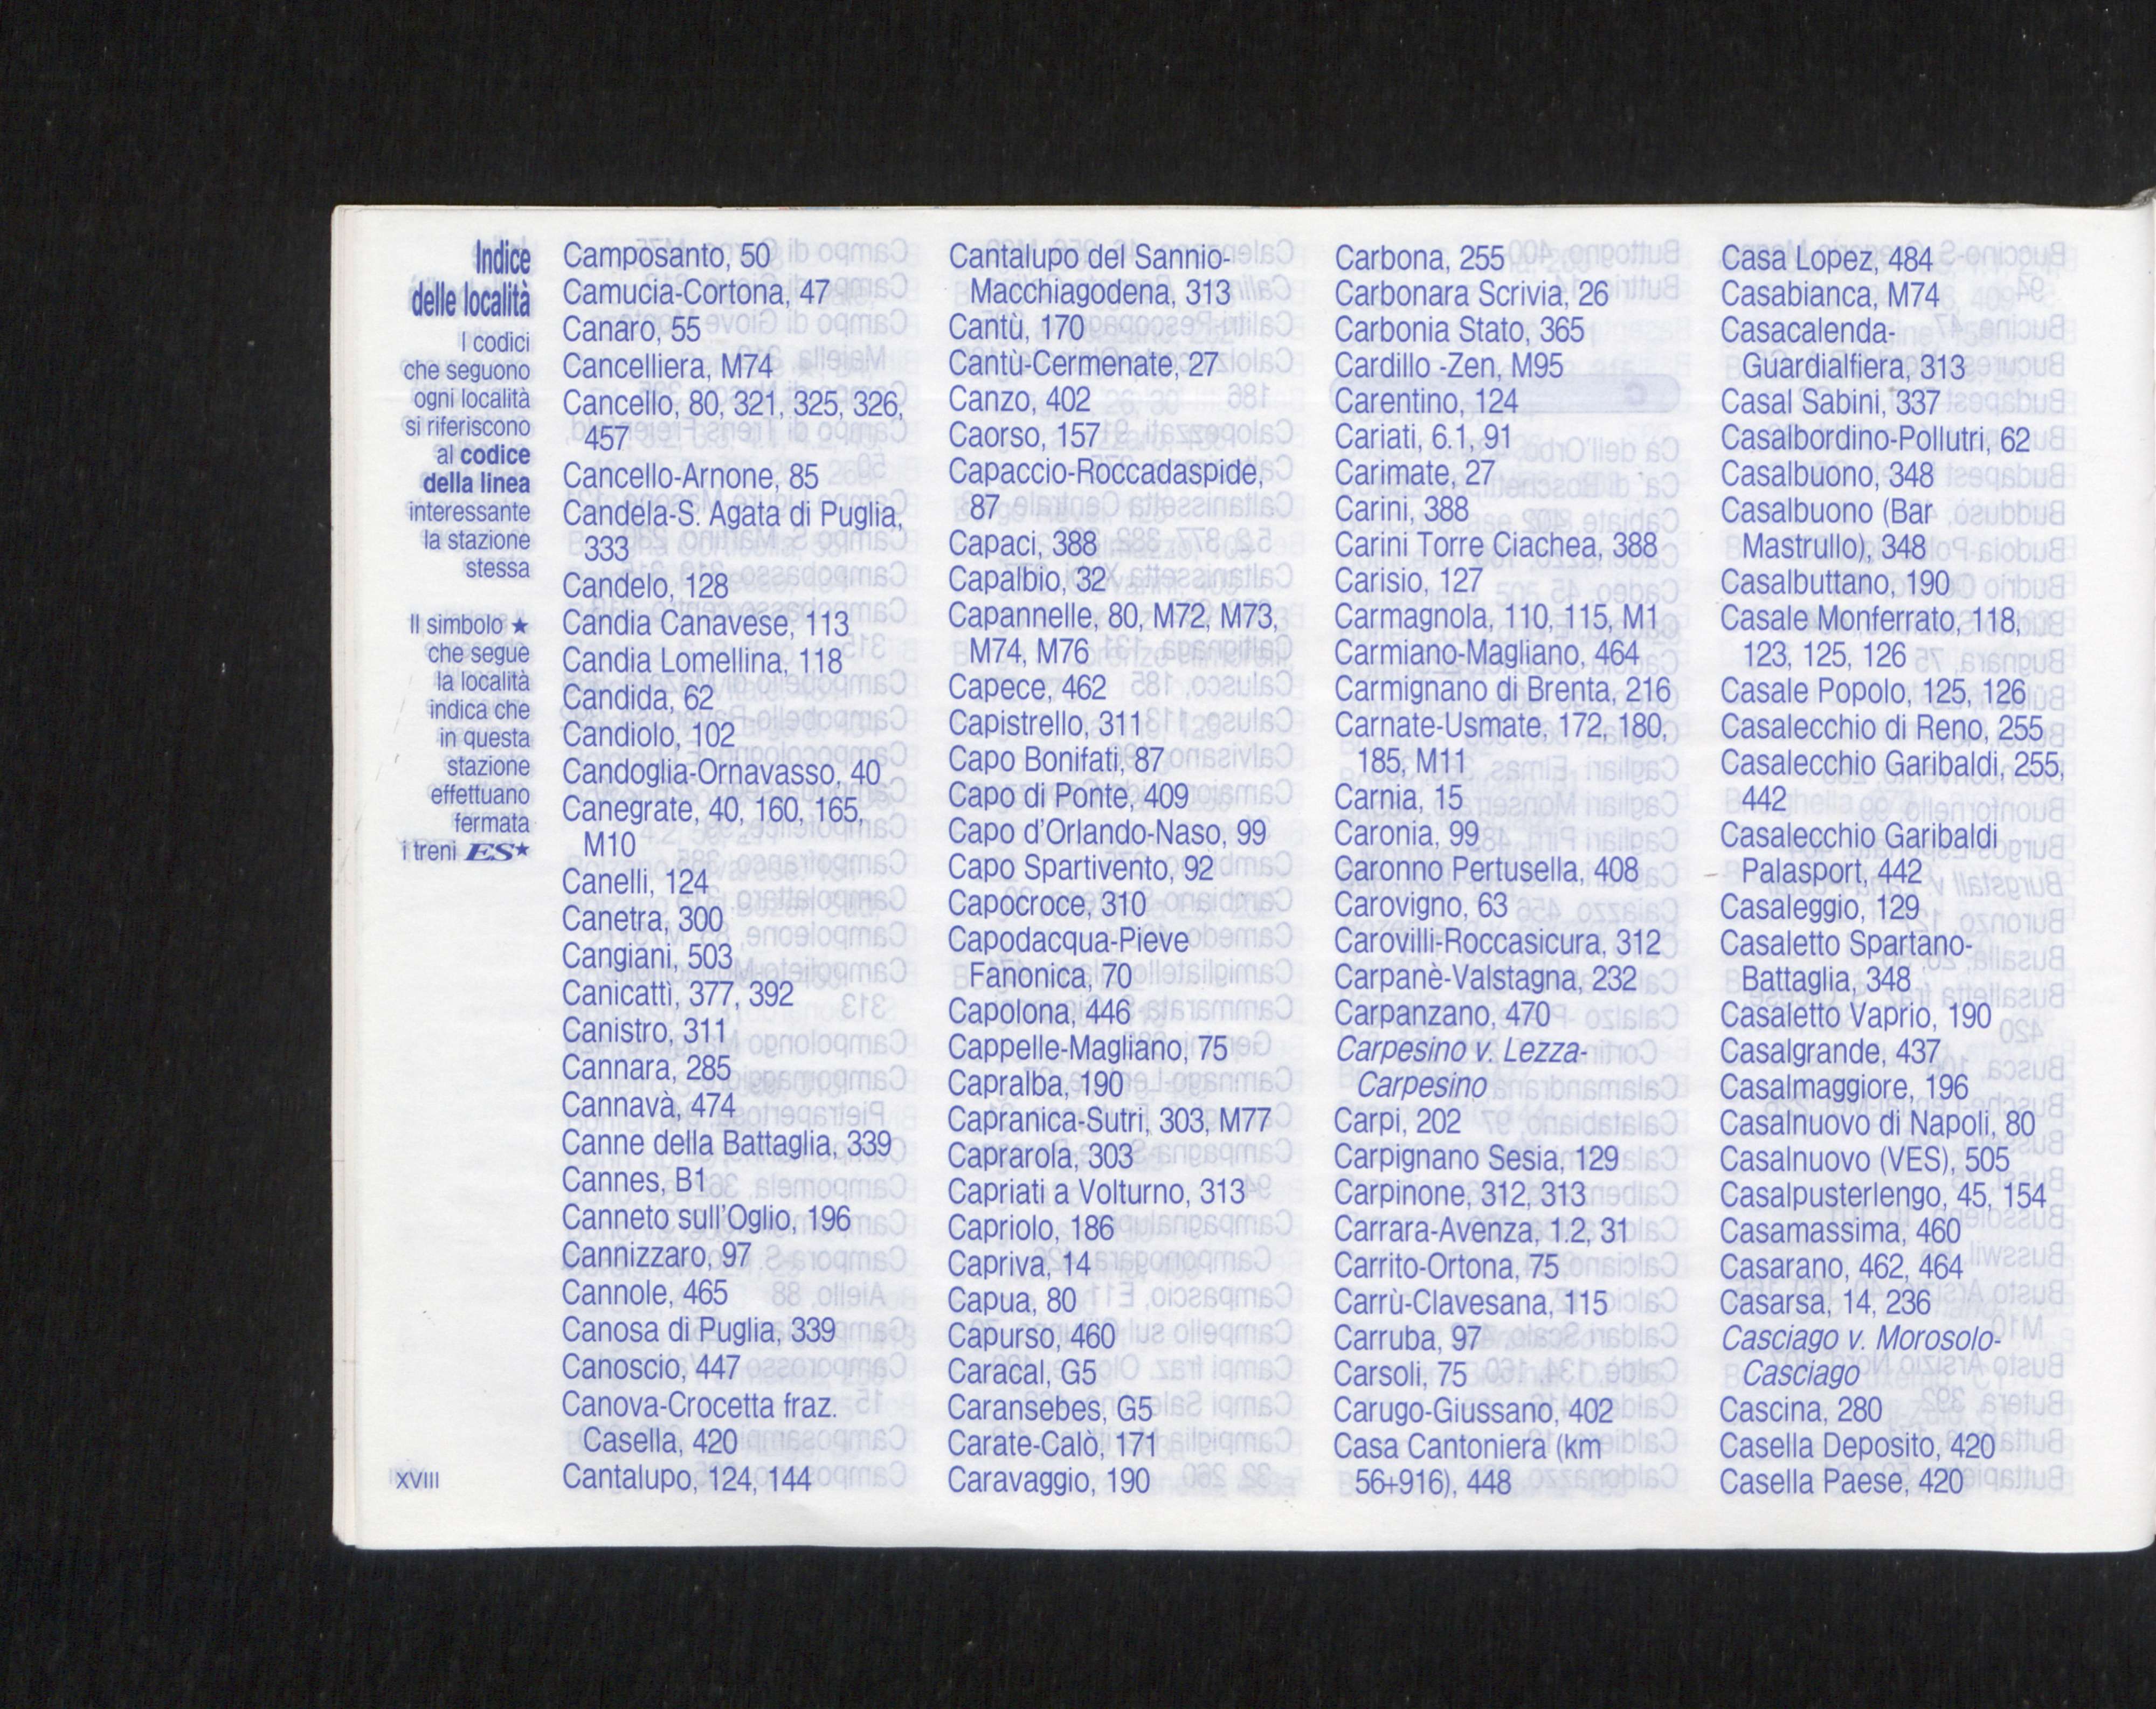 Indice
delle località
I codici
che seguono
ogni località
si riferiscono
al codice
della linea
interessante
la stazione
stessa
Il simbolo ★
che segue
la località
indica che
in questa
stazione
effettuano
fermata
i treni ES★
XVIII
Camposanto, 50
Camucia-Cortona, 47
Canaro, 55
Cancelliera, M74
Cancello, 80, 321, 325, 326,
457
Cancello-Arnone, 85
Candela-S. Agata di Puglia,
333
Candelo, 128
Candia Canavese, 113
Candia Lomellina, 118
Candida, 62
Candiolo, 102
Candoglia-Ornavasso, 40
Canegrate, 40, 160, 165,
M10
Canelli, 124
Canetra, 300
Cangiani, 503
Canicattì, 377, 392
Canistro, 311
Cannara, 285
Cannavà, 474
Canne della Battaglia, 339
Cannes, B1
Canneto sull'Oglio, 196
Cannizzaro, 97
Cannole, 465
Canosa di Puglia, 339
Canoscio, 447
Canova-Crocetta fraz.
Casella, 420
Cantalupo, 124, 144
Cantalupo del Sannio-
Macchiagodena, 313
Cantù, 170
Cantù-Cermenate, 27
Canzo, 402
Caorso, 157
Capaccio-Roccadaspide,
87
Capaci, 388
Capalbio, 32
Capannelle, 80, M72, M73,
M74, M76
Capece, 462
Capistrello, 311
Capo Bonifati, 87
Capo di Ponte, 409
Capo d'Orlando-Naso, 99
Capo Spartivento, 92
Capocroce, 310
Capodacqua-Pieve
Fanonica, 70
Capolona, 446
Cappelle-Magliano, 75
Capralba, 190
Capranica-Sutri, 303, M77
Caprarola, 303
Capriati a Volturno, 313
Capriolo, 186
Capriva, 14
Capua, 80
Capurso, 460
Caracal, G5
Caransebes, G5
Carate-Calò, 171
Caravaggio, 190
Carbona, 255
Carbonara Scrivia, 26
Carbonia Stato, 365
Cardillo -Zen, M95
Carentino, 124
Cariati, 6.1, 91
Carimate, 27
Carini, 388
Carini Torre Ciachea, 388
Carisio, 127
Carmagnola, 110, 115, M1
Carmiano-Magliano, 464
Carmignano di Brenta, 216
Carnate-Usmate, 172, 180,
185, M11
Carnia, 15
Caronia, 99
Caronno Pertusella, 408
Carovigno, 63
Carovilli-Roccasicura, 312
Carpanè-Valstagna, 232
Carpanzano, 470
Carpesino v. Lezza-
Carpesino
Carpi, 202
Carpignano Sesia, 129
Carpinone, 312, 313
Carrara-Avenza, 1.2, 31
Carrito-Ortona, 75
Carrù-Clavesana, 115
Carruba, 97
Carsoli, 75
Carugo-Giussano, 402
Casa Cantoniera (km
56+916), 448
Casa Lopez, 484
Casabianca, M74
Casacalenda-
Guardialfiera, 313
Casal Sabini, 337
Casalbordino-Pollutri, 62
Casalbuono, 348
Casalbuono (Bar
Mastrullo), 348
Casalbuttano, 190
Casale Monferrato, 118,
123, 125, 126
Casale Popolo, 125, 126
Casalecchio di Reno, 255
Casalecchio Garibaldi, 255,
442
Casalecchio Garibaldi
Palasport, 442
Casaleggio, 129
Casaletto Spartano-
Battaglia, 348
Casaletto Vaprio, 190
Casalgrande, 437
Casalmaggiore, 196
Casalnuovo di Napoli, 80
Casalnuovo (VES), 505
Casalpusterlengo, 45, 154
Casamassima, 460
Casarano, 462, 464
Casarsa, 14, 236
Casciago v. Morosolo-
Casciago
Cascina, 280
Casella Deposito, 420
Casella Paese, 420